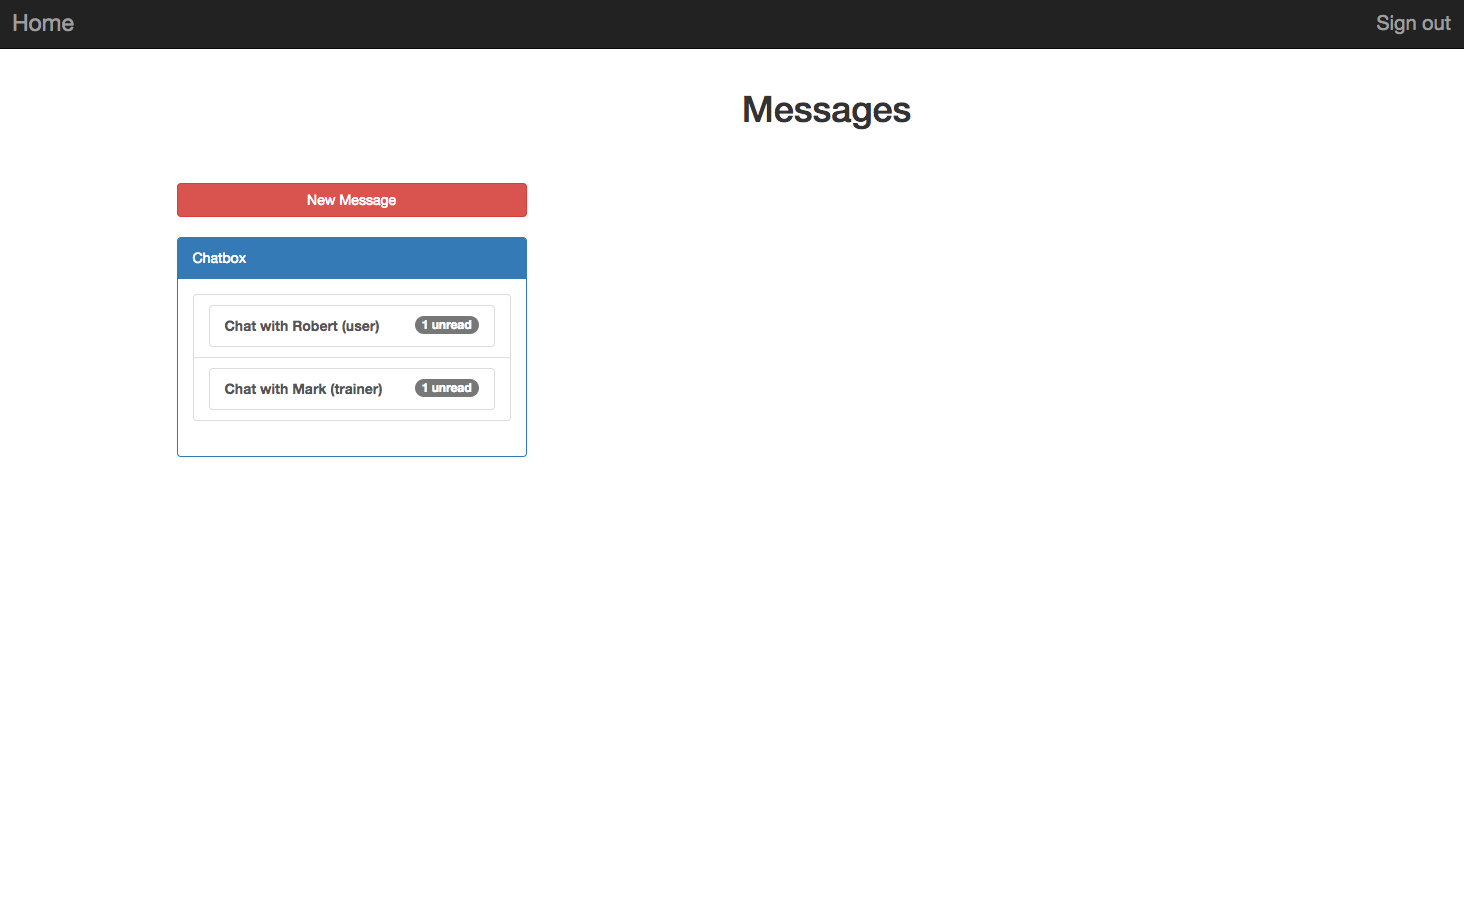 Home Sign out
Messages
New Message
Chatbox
Chat with Robert (user) 1 unread
Chat with Mark (trainer) 1 unread